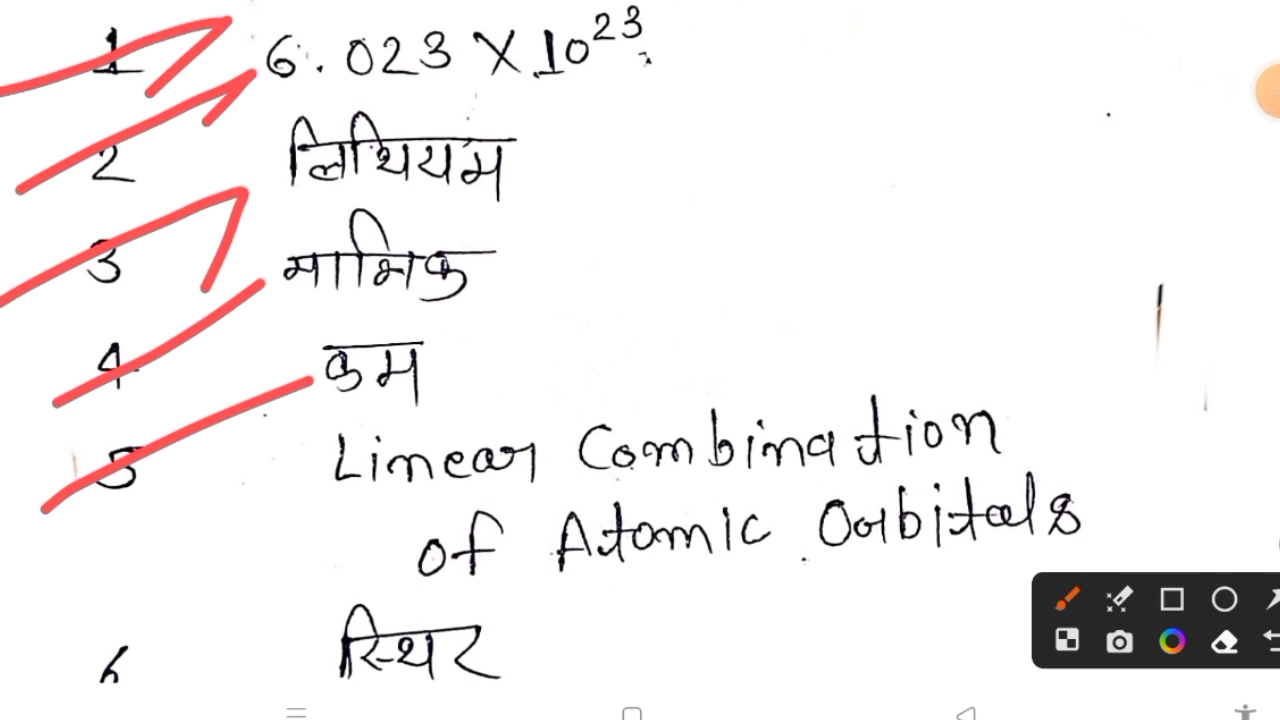 1 6.023 X 10²³
2 लिथियम
3 नाभिक
4 कम
5 Linear Combination
of Atomic Orbitals
6 स्थिर